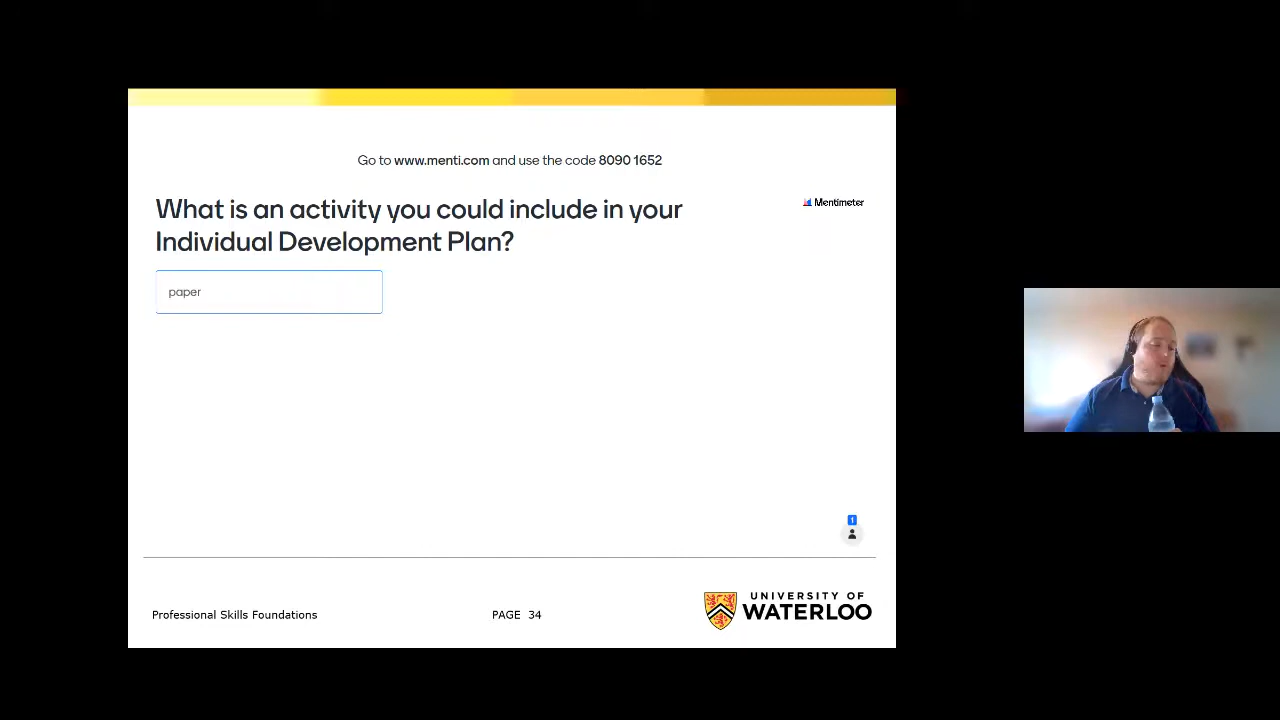 Go to www.menti.com and use the code 8090 1652
What is an activity you could include in your
Mentimeter
Individual Development Plan?
paper
1
Professional Skills Foundations
PAGE 34
UNIVERSITY OF
WATERLOO